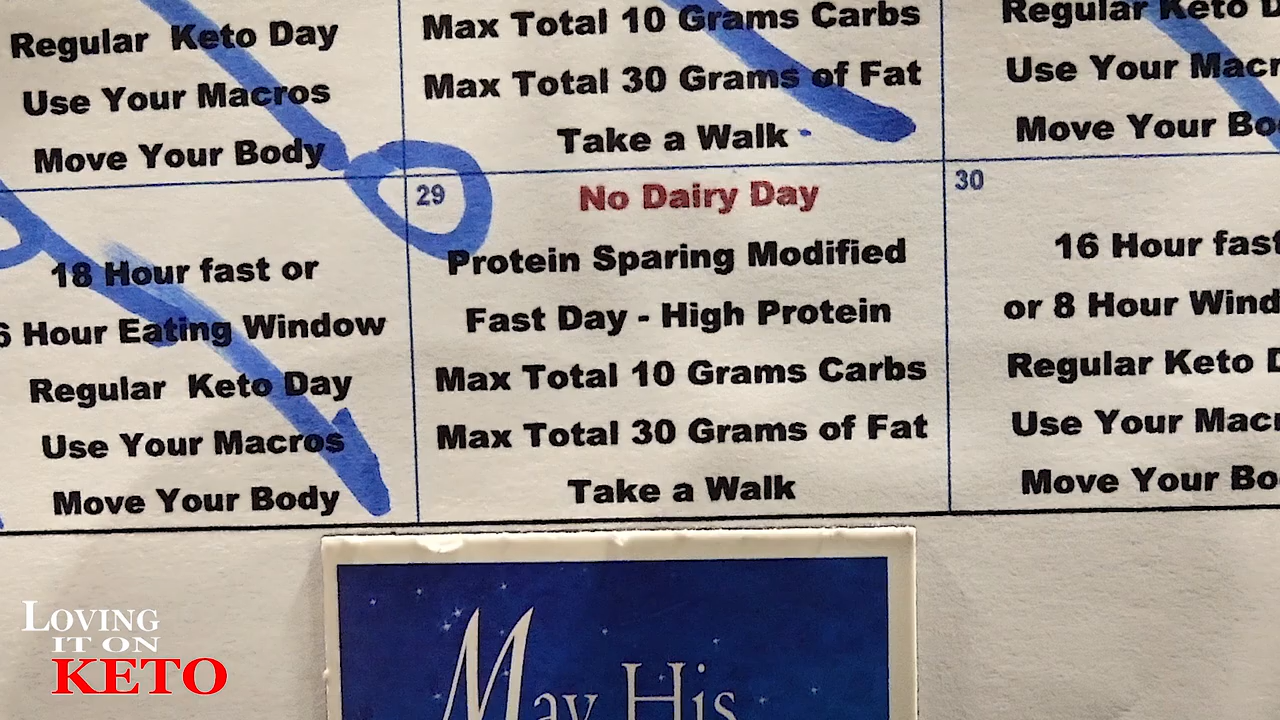 Regular Keto Day
Use Your Macros
Move Your Body
Max Total 10 Grams Carbs
Max Total 30 Grams of Fat
Take a Walk
Regular Keto D
Use Your Macr
Move Your Bo
18 Hour fast or
6 Hour Eating Window
Regular Keto Day
Use Your Macros
Move Your Body
29
No Dairy Day
Protein Sparing Modified
Fast Day - High Protein
Max Total 10 Grams Carbs
Max Total 30 Grams of Fat
Take a Walk
30
16 Hour fast
or 8 Hour Wind
Regular Keto D
Use Your Macr
Move Your Bo
May His
LOVING
IT ON
KETO